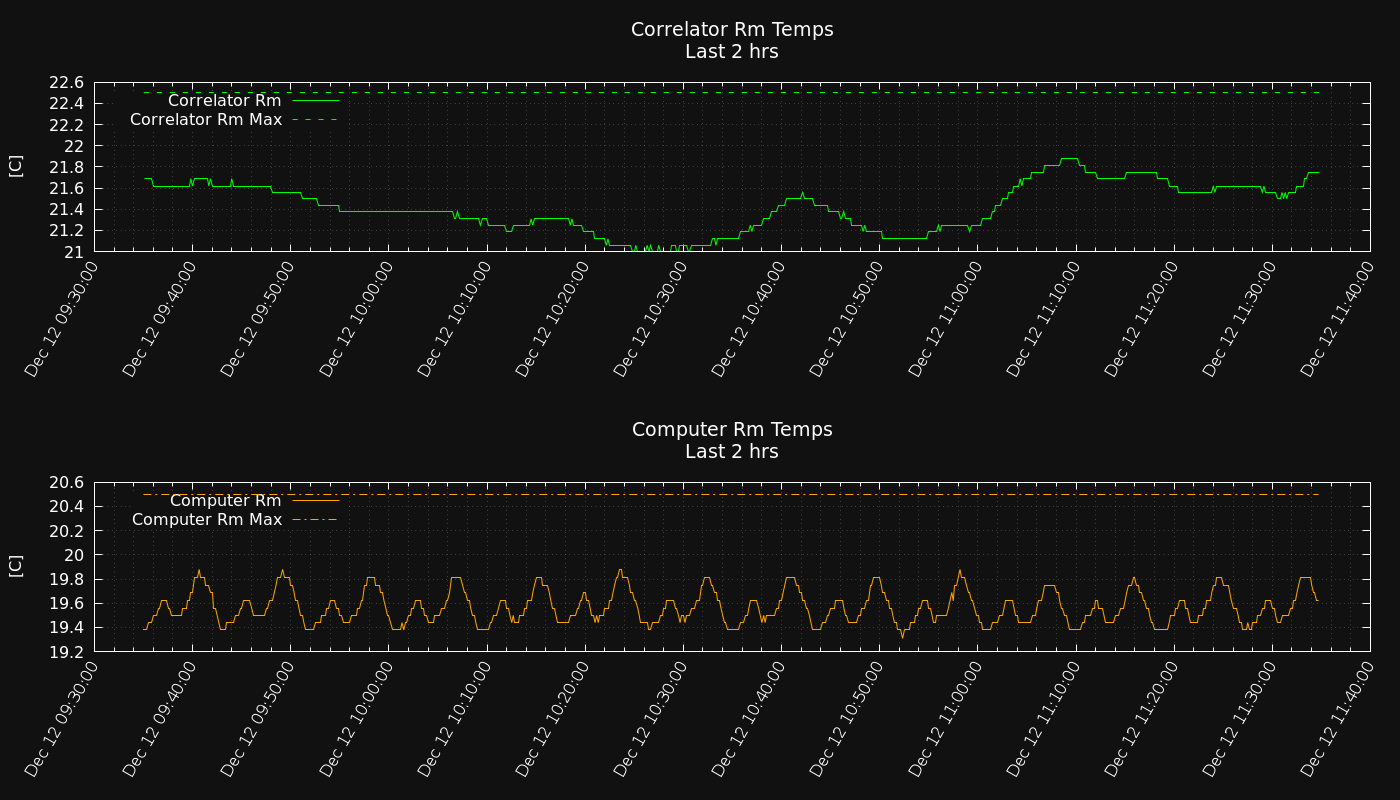 Correlator Rm Temps
Last 2 hrs
22.6
22.4
22.2
22
21.8
21.6
21.4
21.2
21
[C]
Correlator Rm
Correlator Rm Max
Dec 12 09:30:00
Dec 12 09:40:00
Dec 12 09:50:00
Dec 12 10:00:00
Dec 12 10:10:00
Dec 12 10:20:00
Dec 12 10:30:00
Dec 12 10:40:00
Dec 12 10:50:00
Dec 12 11:00:00
Dec 12 11:10:00
Dec 12 11:20:00
Dec 12 11:30:00
Dec 12 11:40:00
Computer Rm Temps
Last 2 hrs
20.6
20.4
20.2
20
19.8
19.6
19.4
19.2
[C]
Computer Rm
Computer Rm Max
Dec 12 09:30:00
Dec 12 09:40:00
Dec 12 09:50:00
Dec 12 10:00:00
Dec 12 10:10:00
Dec 12 10:20:00
Dec 12 10:30:00
Dec 12 10:40:00
Dec 12 10:50:00
Dec 12 11:00:00
Dec 12 11:10:00
Dec 12 11:20:00
Dec 12 11:30:00
Dec 12 11:40:00